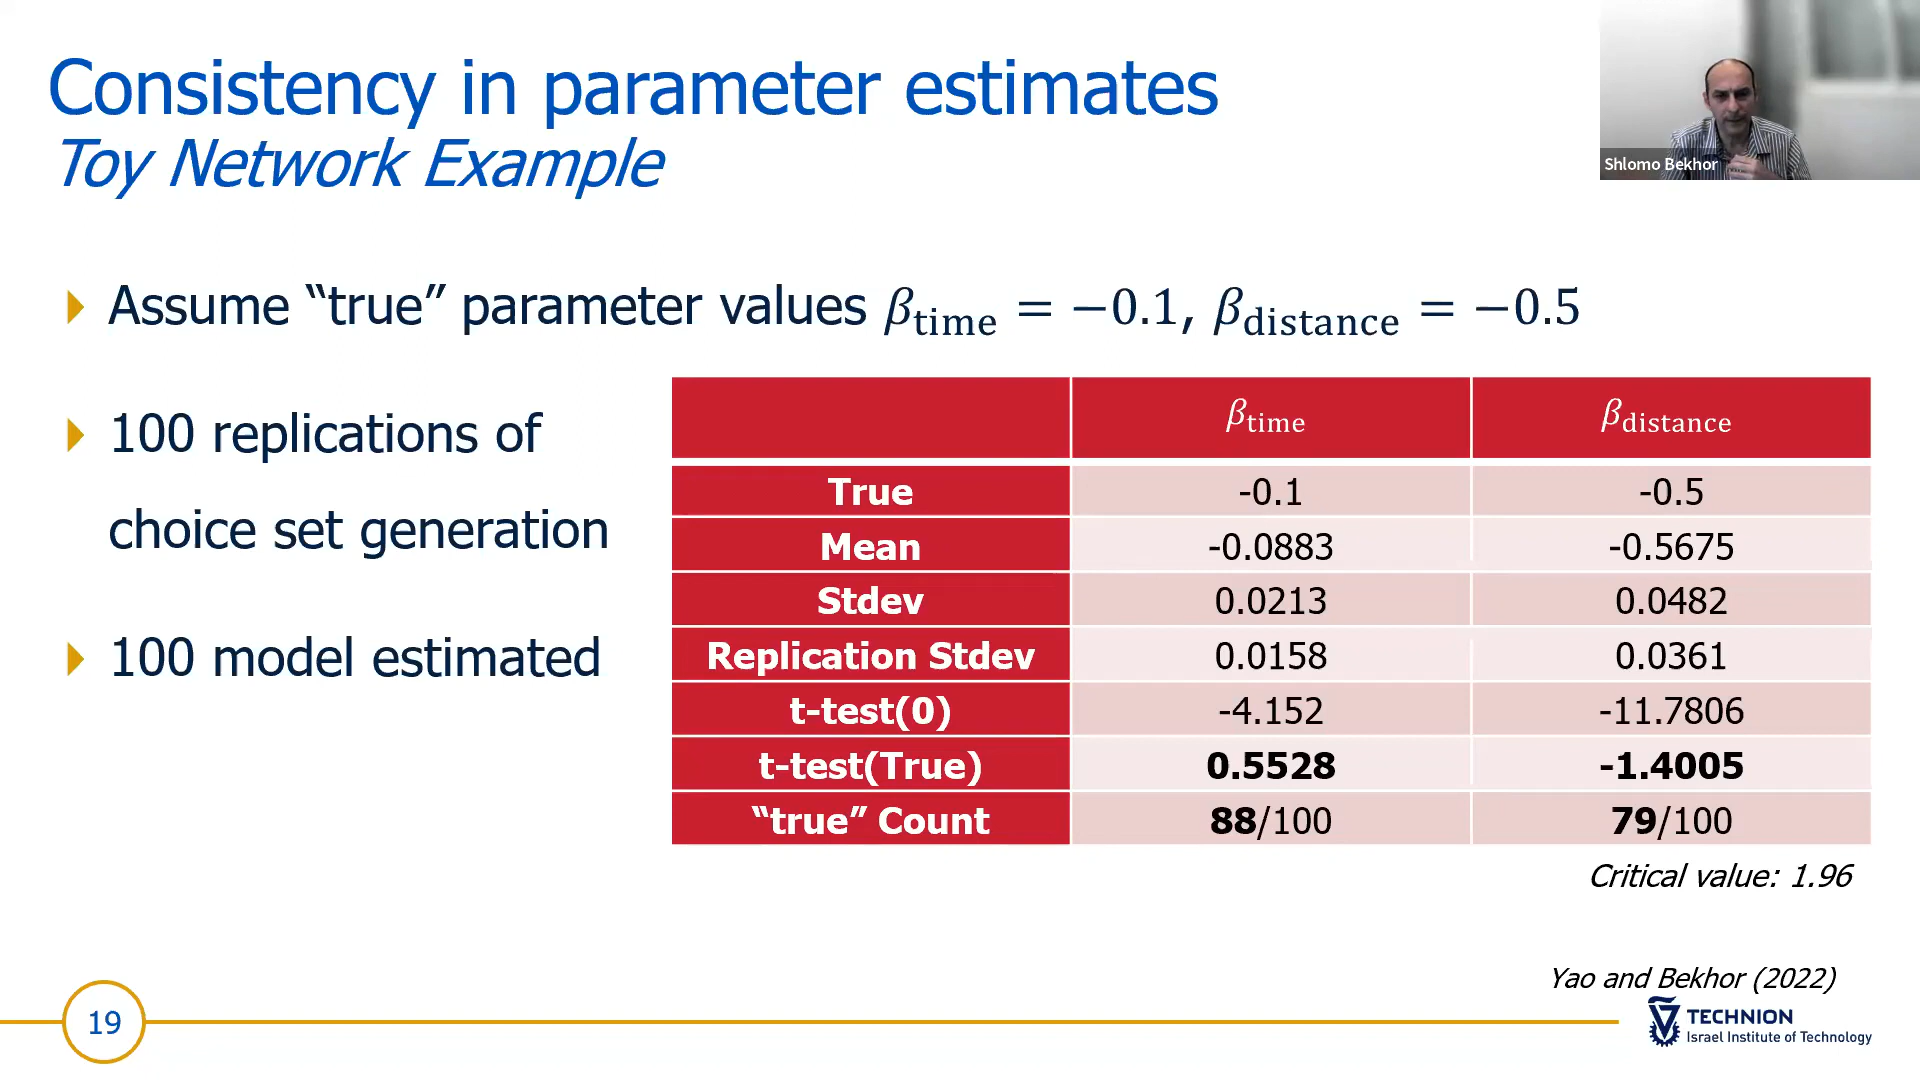 Consistency in parameter estimates
Toy Network Example
Shlomo Bekhor
Assume “true” parameter values β_time = −0.1, β_distance = −0.5
100 replications of
choice set generation
100 model estimated
β_time β_distance
True -0.1 -0.5
Mean -0.0883 -0.5675
Stdev 0.0213 0.0482
Replication Stdev 0.0158 0.0361
t-test(0) -4.152 -11.7806
t-test(True) 0.5528 -1.4005
“true” Count 88/100 79/100
Critical value: 1.96
Yao and Bekhor (2022)
19
TECHNION
Israel Institute of Technology